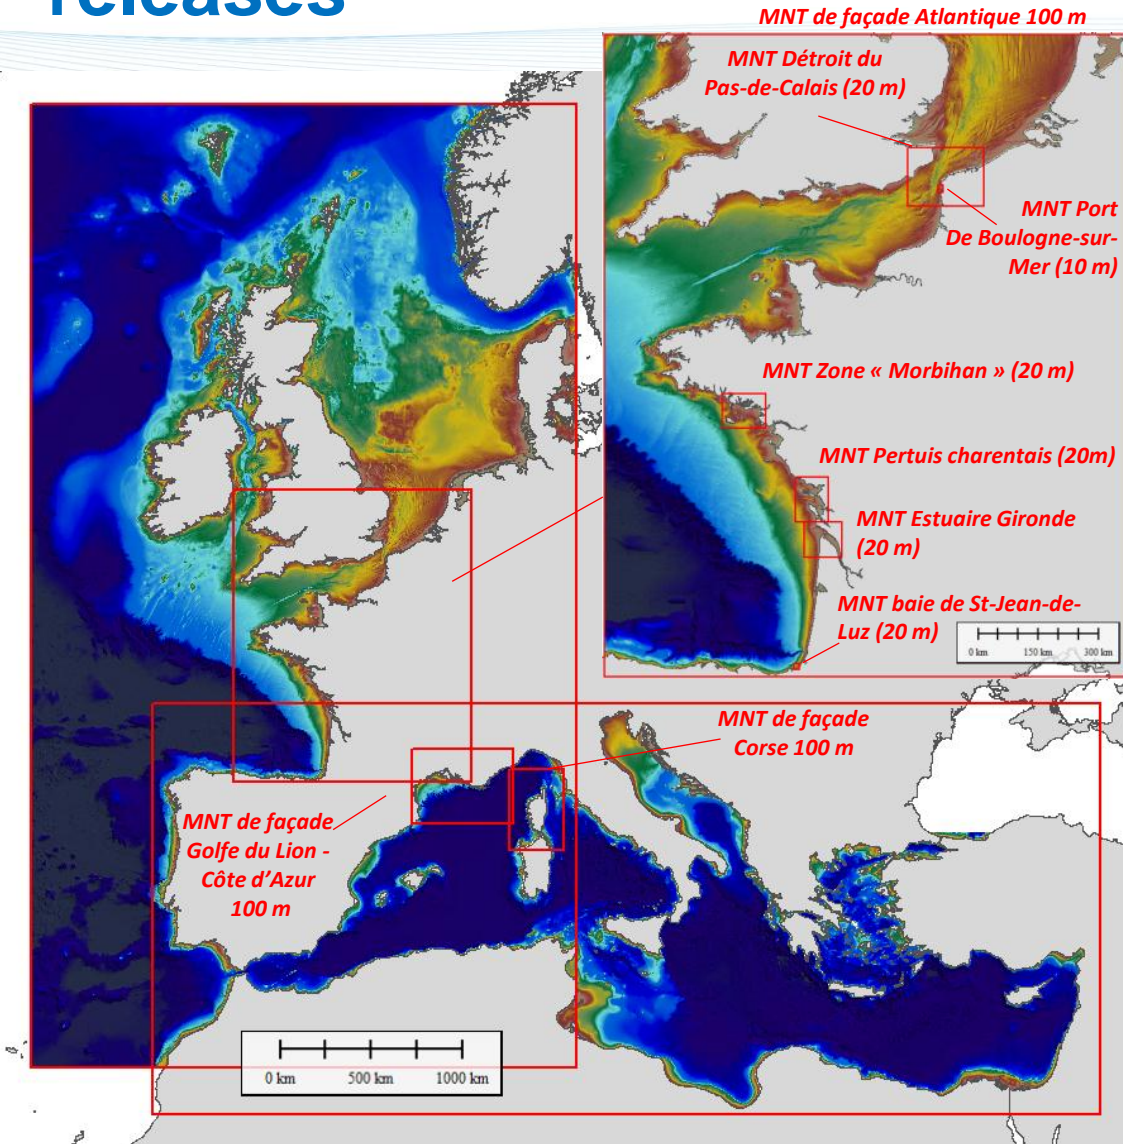 releases
MNT de façade Atlantique 100 m
MNT Détroit du
Pas-de-Calais (20 m)
MNT Port
De Boulogne-sur-
Mer (10 m)
MNT Zone « Morbihan » (20 m)
MNT Pertuis charentais (20m)
MNT Estuaire Gironde
(20 m)
MNT baie de St-Jean-de-
Luz (20 m)
0 km 150 km 300 km
MNT de façade
Corse 100 m
MNT de façade
Golfe du Lion -
Côte d'Azur
100 m
0 km 500 km 1000 km